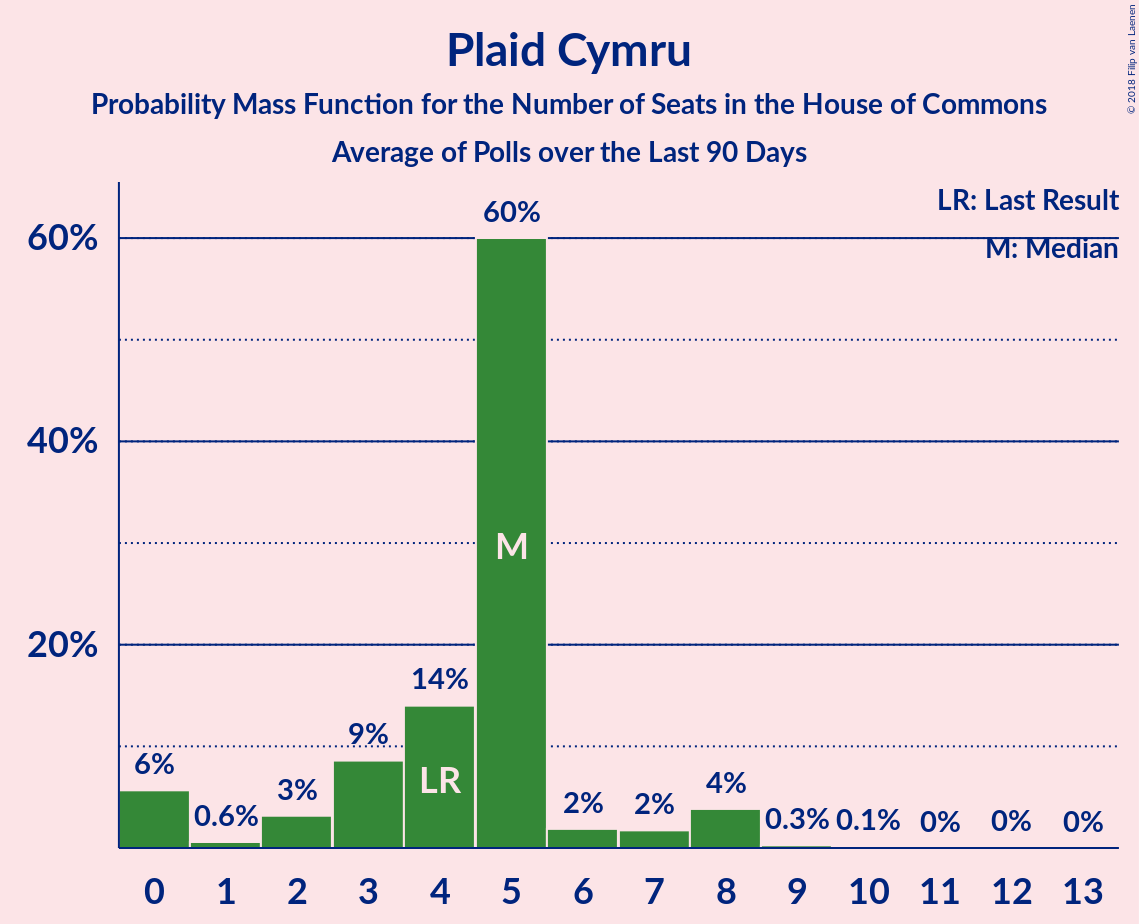 © 2018 Filip van Laenen
Plaid Cymru
Probability Mass Function for the Number of Seats in the House of Commons
Average of Polls over the Last 90 Days
LR: Last Result
M: Median
60%
40%
20%
6%
0.6%
3%
9%
14%
60%
2%
2%
4%
0.3%
0.1%
0%
0%
0%
LR
M
0 1 2 3 4 5 6 7 8 9 10 11 12 13